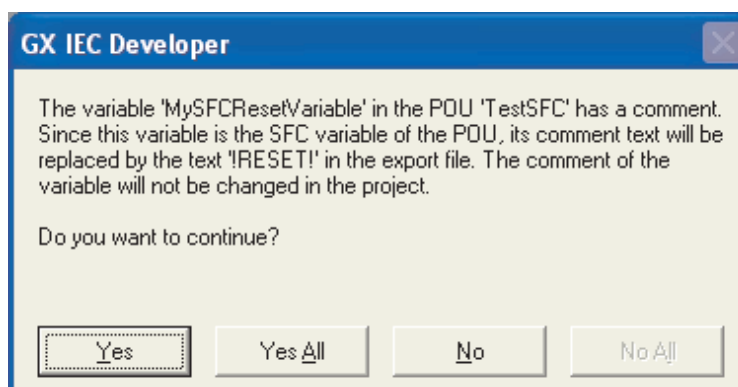 GX IEC Developer
The variable 'MySFCResetVariable' in the POU 'TestSFC' has a comment.
Since this variable is the SFC variable of the POU, its comment text will be
replaced by the text '!RESET!' in the export file. The comment of the
variable will not be changed in the project.
Do you want to continue?
Yes
Yes All
No
No All